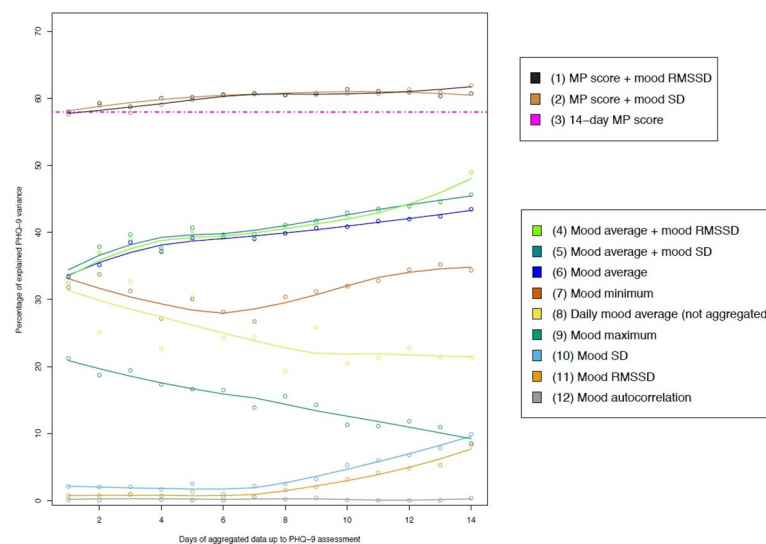 70
60
50
40
30
20
10
0
Percentage of explained PHQ-9 variance
2 4 6 8 10 12 14
Days of aggregated data up to PHQ-9 assessment
(1) MP score + mood RMSSD
(2) MP score + mood SD
(3) 14-day MP score
(4) Mood average + mood RMSSD
(5) Mood average + mood SD
(6) Mood average
(7) Mood minimum
(8) Daily mood average (not aggregated)
(9) Mood maximum
(10) Mood SD
(11) Mood RMSSD
(12) Mood autocorrelation